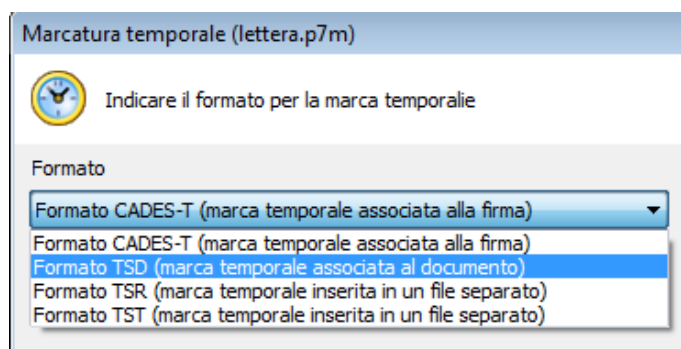 Marcatura temporale (lettera.p7m)
Indicare il formato per la marca temporalie
Formato
Formato CADES-T (marca temporale associata alla firma)
Formato CADES-T (marca temporale associata alla firma)
Formato TSD (marca temporale associata al documento)
Formato TSR (marca temporale inserita in un file separato)
Formato TST (marca temporale inserita in un file separato)